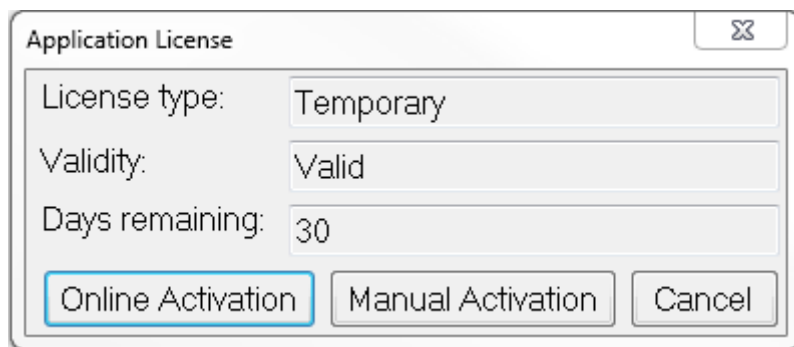 Application License
License type: Temporary
Validity: Valid
Days remaining: 30
Online Activation Manual Activation Cancel